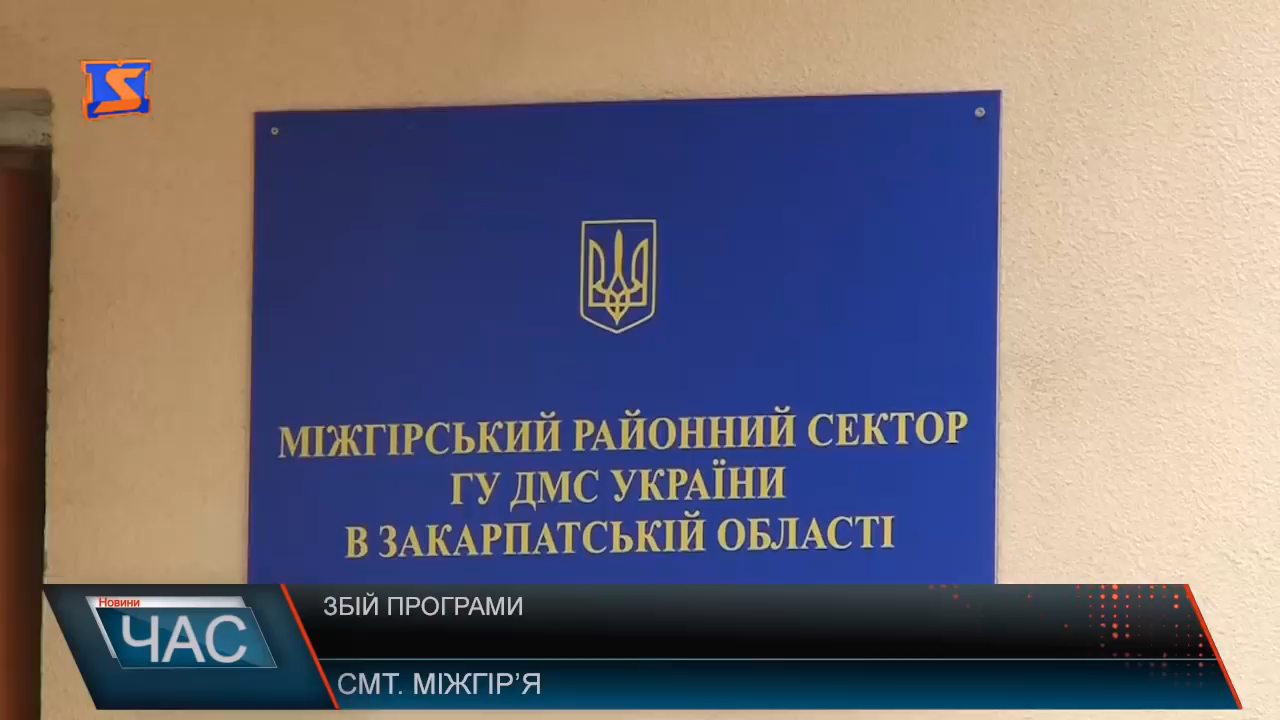 S
МІЖГІРСЬКИЙ РАЙОННИЙ СЕКТОР
ГУ ДМС УКРАЇНИ
В ЗАКАРПАТСЬКІЙ ОБЛАСТІ
Новини
ЧАС
ЗБІЙ ПРОГРАМИ
СМТ. МІЖГІР’Я